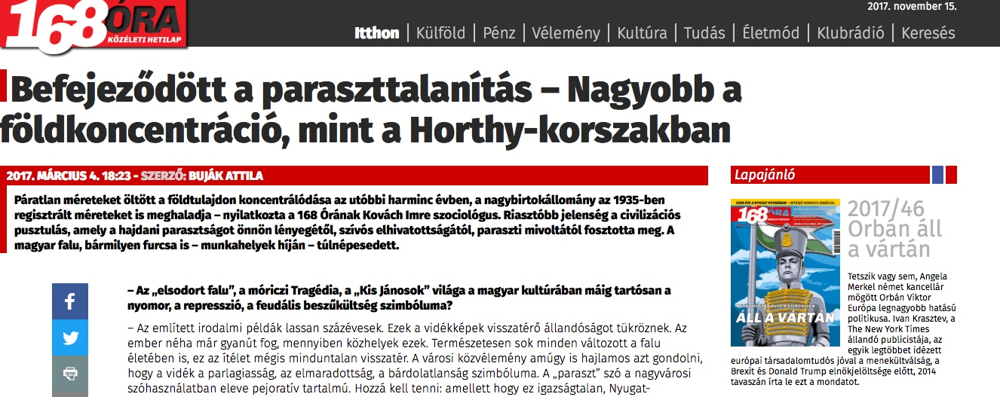 168 ÓRA
KÖZÉLETI HETILAP
2017. november 15.
Itthon | Külföld | Pénz | Vélemény | Kultúra | Tudás | Életmód | Klubrádió | Keresés
Befejeződött a paraszttalanítás – Nagyobb a
földkoncentráció, mint a Horthy-korszakban
2017. MÁRCIUS 4. 18:23 - SZERZŐ: BUJÁK ATTILA
Páratlan méreteket öltött a földtulajdon koncentrálódása az utóbbi harminc évben, a nagybirtokállomány az 1935-ben
regisztrált méreteket is meghaladja – nyilatkozta a 168 Órának Kovách Imre szociológus. Riasztóbb jelenség a civilizációs
pusztulás, amely a hajdani parasztságot önnön lényegétől, szívós elhivatottságától, paraszti mivoltától fosztotta meg. A
magyar falu, bármilyen furcsa is – munkahelyek híján – túlnépesedett.
– Az „elsodort falu”, a móriczi Tragédia, a „Kis Jánosok” világa a magyar kultúrában máig tartósan a
nyomor, a represszió, a feudális beszűkültség szimbóluma?
– Az említett irodalmi példák lassan százévesek. Ezek a vidékképek visszatérő állandóságot tükröznek. Az
ember néha már gyanút fog, mennyiben közhelyek ezek. Természetesen sok minden változott a falu
életében is, ez az ítélet mégis minduntalan visszatér. A városi közvélemény amúgy is hajlamos azt gondolni,
hogy a vidék a parlagiasság, az elmaradottság, a bárdolatlanság szimbóluma. A „paraszt” szó a nagyvárosi
szóhasználatban eleve pejoratív tartalmú. Hozzá kell tenni: amellett hogy ez igazságtalan, Nyugat-
Lapajánló
168 ÓRA
ÁLL A VÁRTÁN
2017/46
Orbán áll
a vártán
Tetszik vagy sem, Angela
Merkel német kancellár
mögött Orbán Viktor
Európa legnagyobb hatású
politikusa. Ivan Krasztev, a
The New York Times
állandó publicistája, az
egyik legtöbbet idézett
európai társadalomtudós jóval a menekültválság, a
Brexit és Donald Trump elnökjelöltsége előtt, 2014
tavaszán írta le ezt a mondatot.